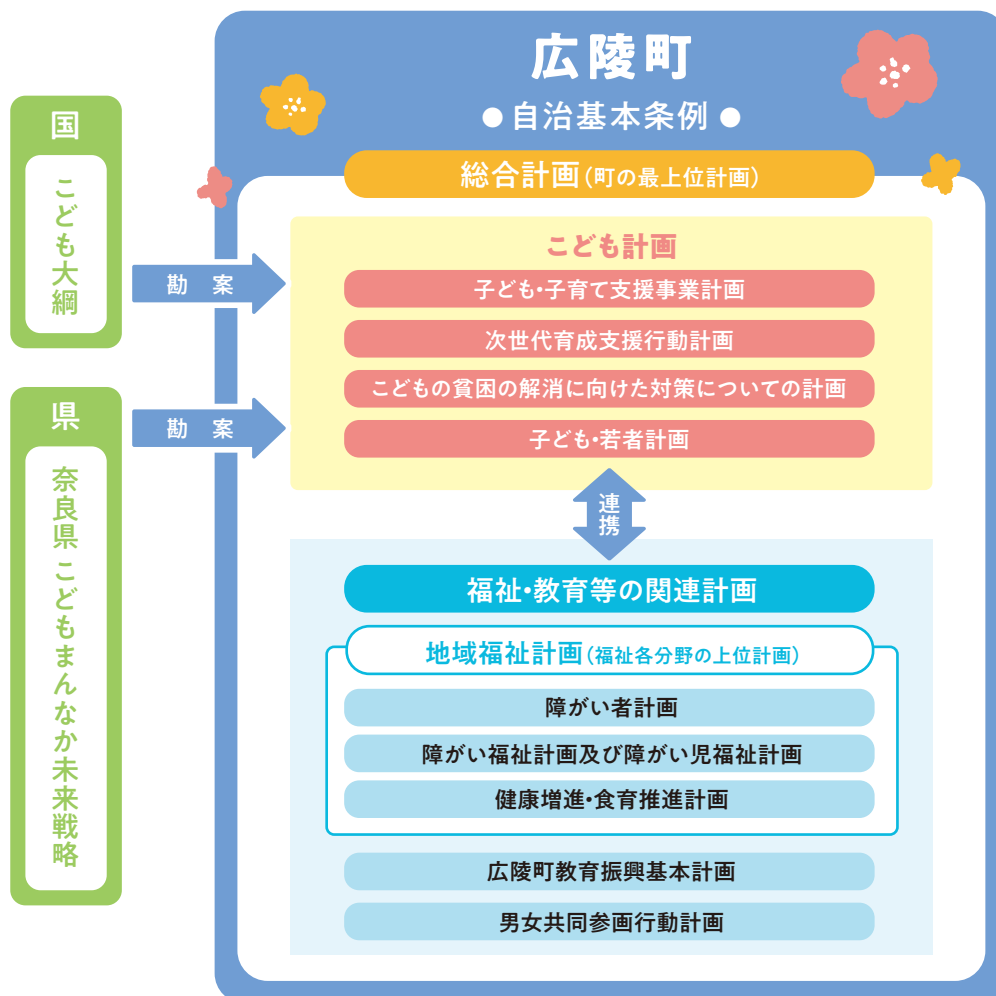 広陵町
●自治基本条例●
総合計画(町の最上位計画)
国
こども大綱
勘案
こども計画
子ども・子育て支援事業計画
次世代育成支援行動計画
こどもの貧困の解消に向けた対策についての計画
子ども・若者計画
県
奈良県こどもまんなか未来戦略
勘案
連携
福祉・教育等の関連計画
地域福祉計画(福祉各分野の上位計画)
障がい者計画
障がい福祉計画及び障がい児福祉計画
健康増進・食育推進計画
広陵町教育振興基本計画
男女共同参画行動計画